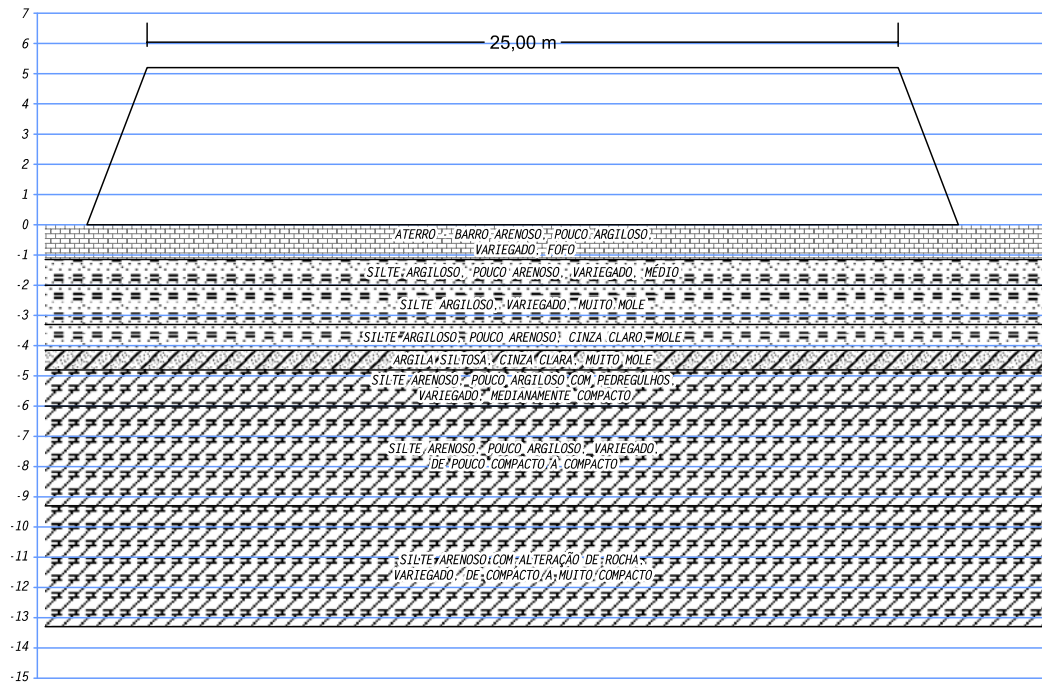 7
6
25,00 m
5
4
3
2
1
0
ATERRO - BARRO ARENOSO, POUCO ARGILOSO,
VARIEGADO, FOFO
-1
SILTE ARGILOSO, POUCO ARENOSO, VARIEGADO, MÉDIO
-2
SILTE ARGILOSO, VARIEGADO, MUITO MOLE
-3
SILTE ARGILOSO, POUCO ARENOSO, CINZA CLARO, MOLE
-4
ARGILA SILTOSA, CINZA CLARA, MUITO MOLE
-5
SILTE ARENOSO, POUCO ARGILOSO COM PEDREGULHOS,
VARIEGADO, MEDIANAMENTE COMPACTO
-6
-7
SILTE ARENOSO, POUCO ARGILOSO, VARIEGADO,
DE POUCO COMPACTO A COMPACTO
-8
-9
-10
-11
SILTE ARENOSO COM ALTERAÇÃO DE ROCHA,
VARIEGADO, DE COMPACTO A MUITO COMPACTO
-12
-13
-14
-15